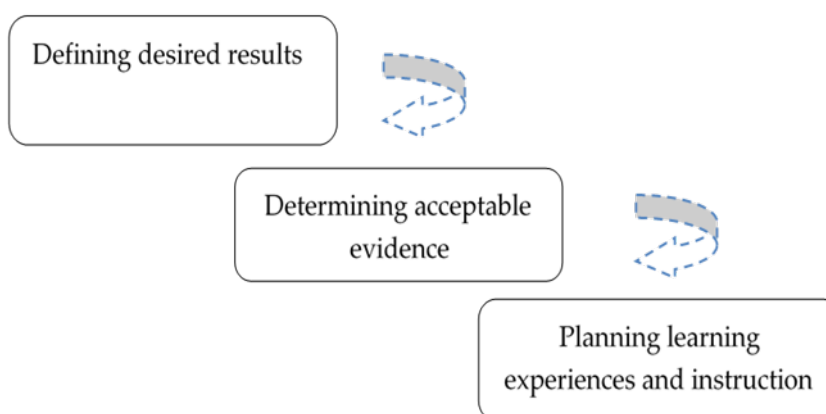 Defining desired results
Determining acceptable
evidence
Planning learning
experiences and instruction